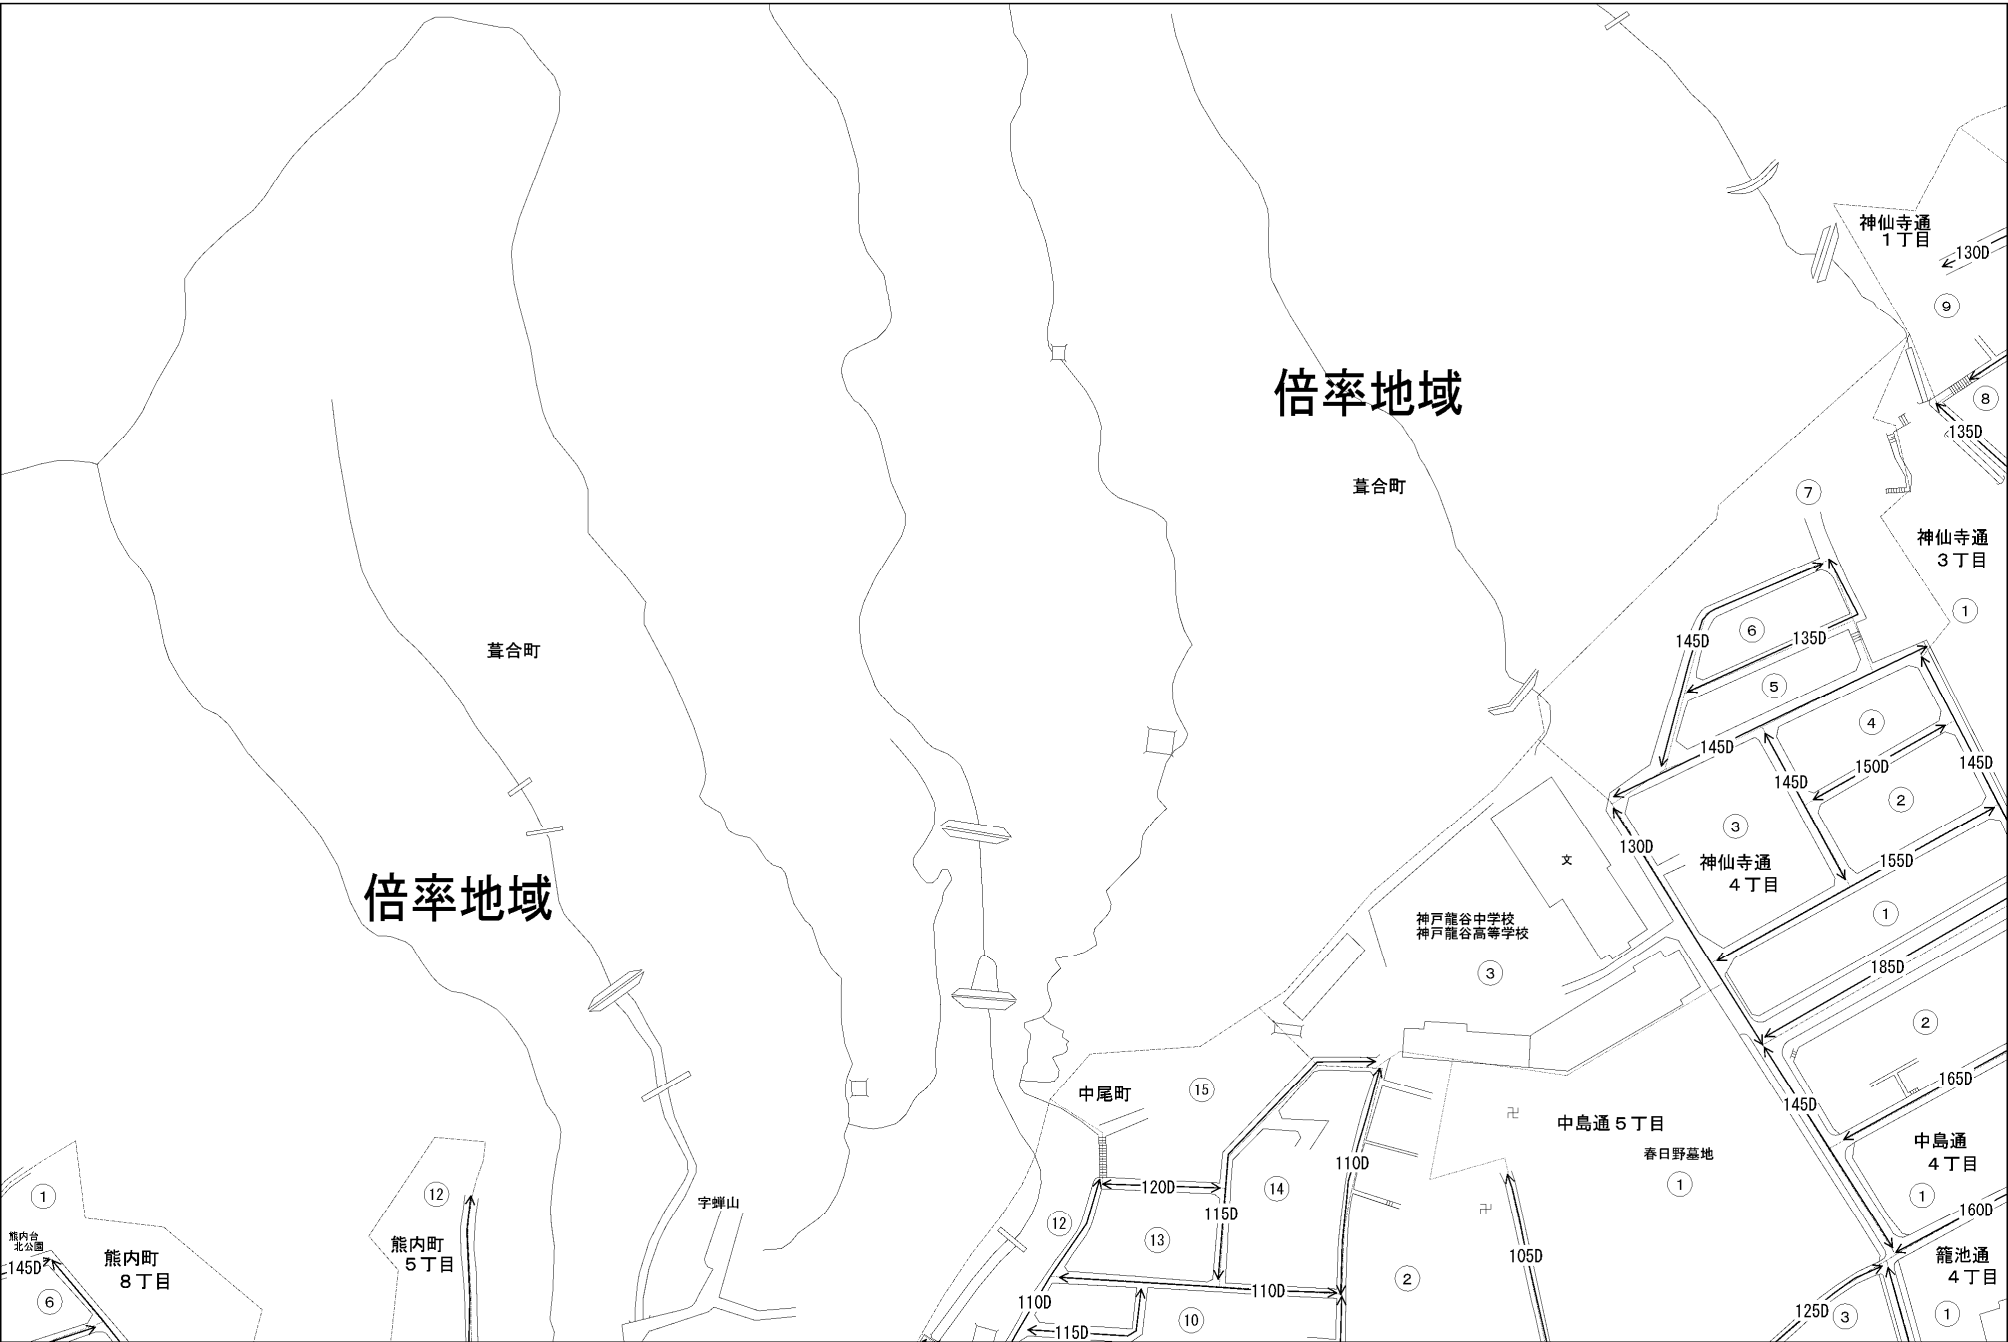 神仙寺通
１丁目
130D
9
倍率地域
8
135D
葺合町
7
神仙寺通
３丁目
1
6
135D
145D
葺合町
5
4
145D
145D
150D
145D
2
3
130D
神仙寺通
４丁目
155D
文
倍率地域
1
神戸龍谷中学校
神戸龍谷高等学校
3
185D
2
165D
145D
中尾町
15
卍
中島通５丁目
春日野墓地
1
中島通
４丁目
1
160D
110D
14
120D
115D
12
13
1
12
字蝉山
卍
熊内台
北公園
145D
熊内町
８丁目
熊内町
５丁目
6
105D
2
籠池通
４丁目
110D
110D
115D
10
125D
3
1